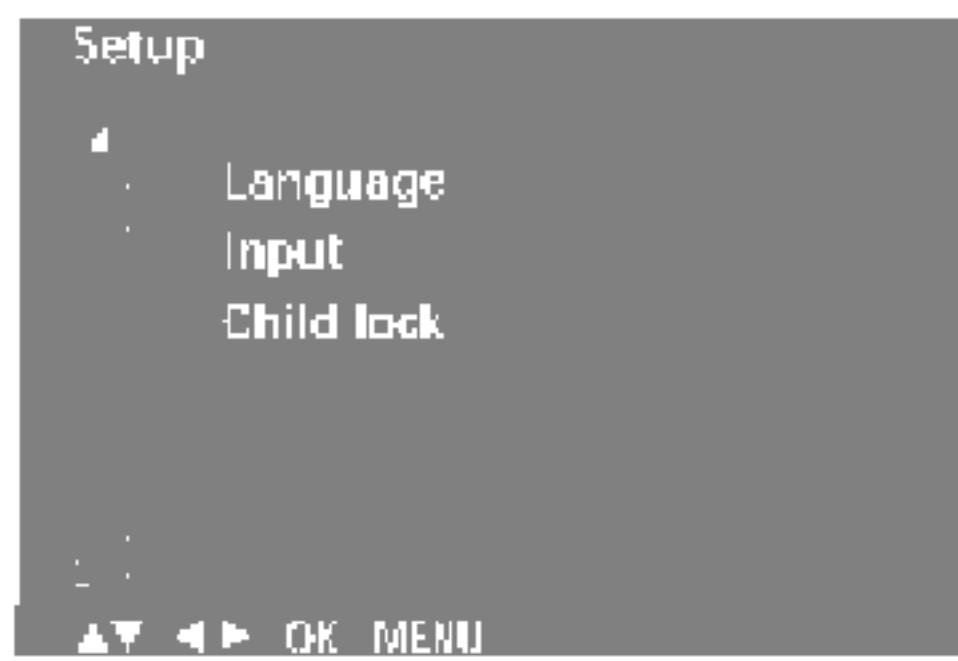 Setup
Language
Input
Child lock
▲▼ ◀ ▶ OK MENU